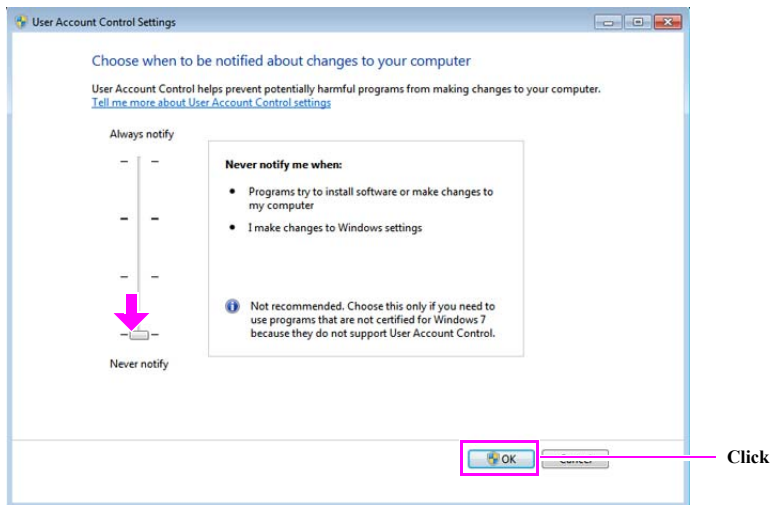 User Account Control Settings
Choose when to be notified about changes to your computer
User Account Control helps prevent potentially harmful programs from making changes to your computer.
Tell me more about User Account Control settings
Always notify
Never notify me when:
• Programs try to install software or make changes to
my computer
• I make changes to Windows settings
Not recommended. Choose this only if you need to
use programs that are not certified for Windows 7
because they do not support User Account Control.
Never notify
OK
Click